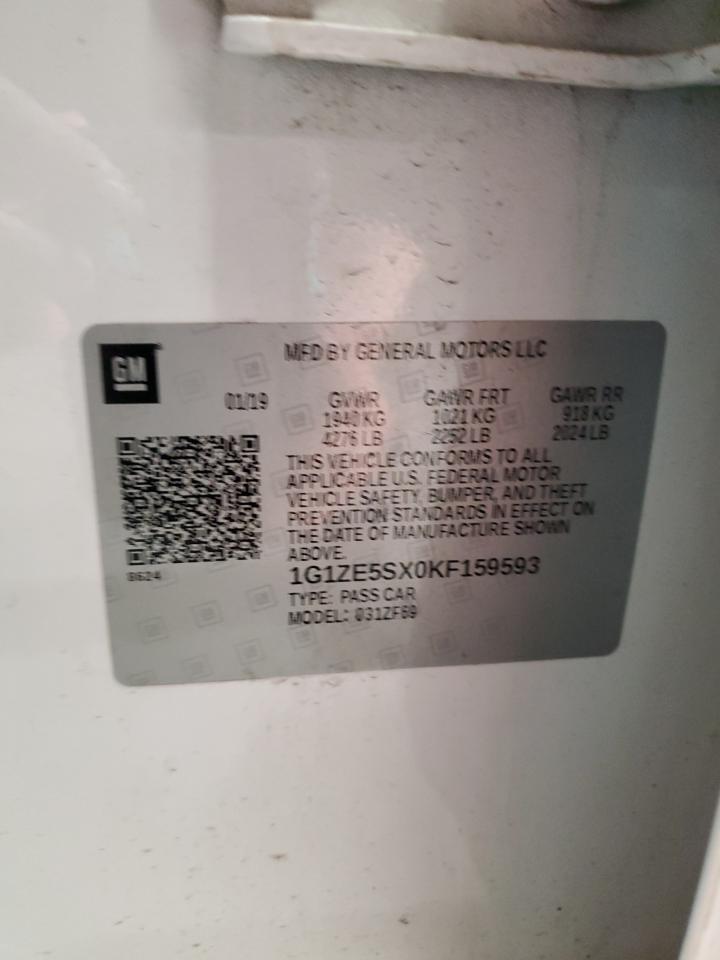 GM
MFD BY GENERAL MOTORS LLC
01/19 GVWR GAWR FRT GAWR RR
1940 KG 1021 KG 918 KG
4276 LB 2252 LB 2024 LB
THIS VEHICLE CONFORMS TO ALL
APPLICABLE U.S. FEDERAL MOTOR
VEHICLE SAFETY, BUMPER, AND THEFT
PREVENTION STANDARDS IN EFFECT ON
THE DATE OF MANUFACTURE SHOWN
ABOVE.
8624
1G1ZE5SX0KF159593
TYPE: PASS CAR
MODEL: 031ZF69